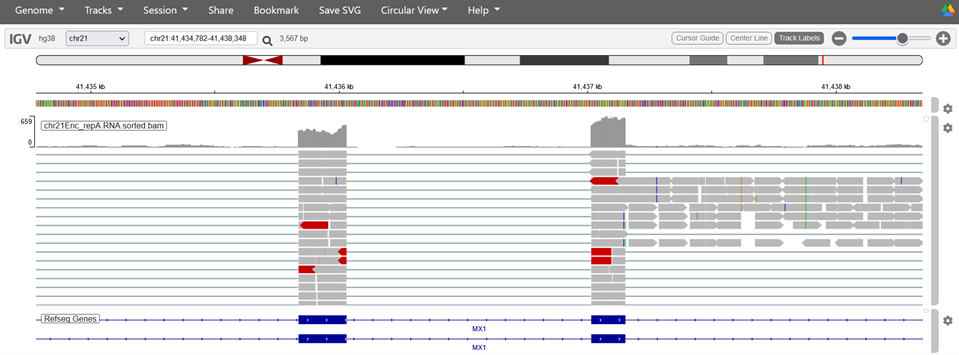 Genome Tracks Session Share Bookmark Save SVG Circular View Help
IGV hg38 chr21 chr21:41,434,782-41,438,348 3,567 bp Cursor Guide Center Line Track Labels
41,435 kb 41,436 kb 41,437 kb 41,438 kb
659
chr21Eric_repA.RNA.sorted.bam
0
Refseq Genes
MX1
MX1